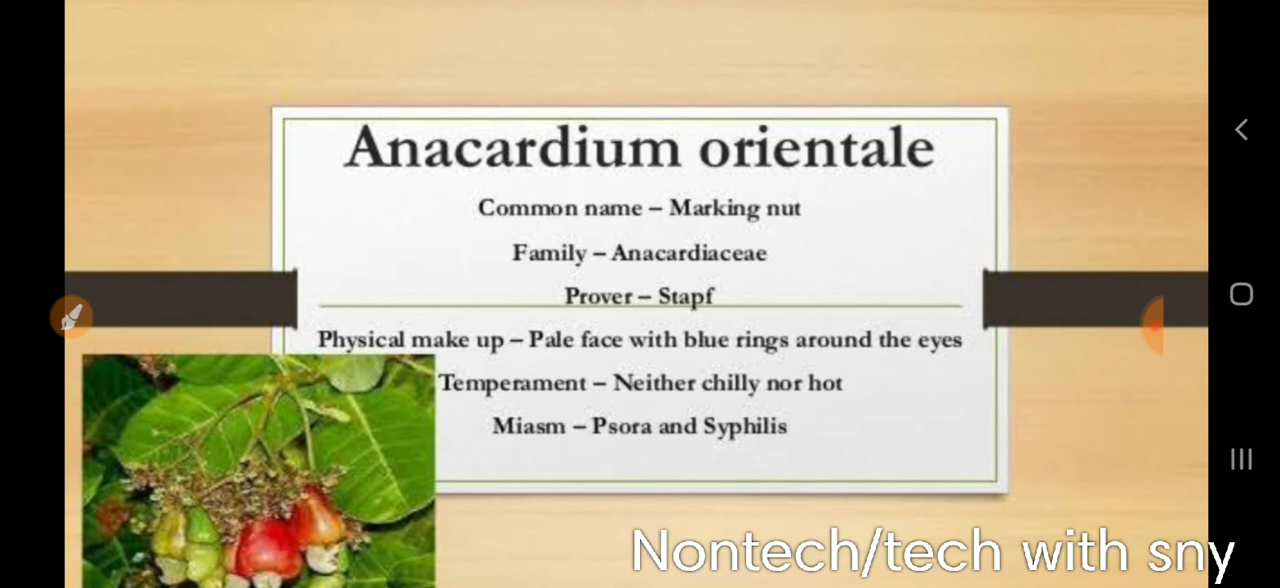 Anacardium orientale
Common name – Marking nut
Family – Anacardiaceae
Prover – Stapf
Physical make up – Pale face with blue rings around the eyes
Temperament – Neither chilly nor hot
Miasm – Psora and Syphilis
Nontech/tech with sny